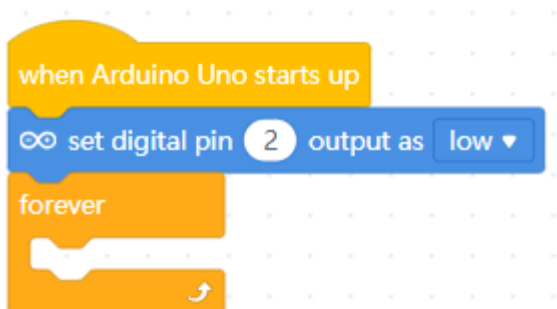 when Arduino Uno starts up
set digital pin 2 output as low
forever